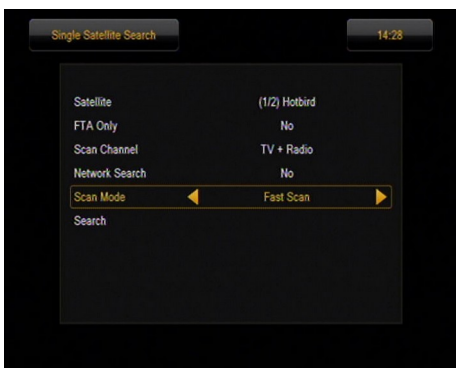 Single Satellite Search 14:28
Satellite (1/2) Hotbird
FTA Only No
Scan Channel TV + Radio
Network Search No
Scan Mode Fast Scan
Search